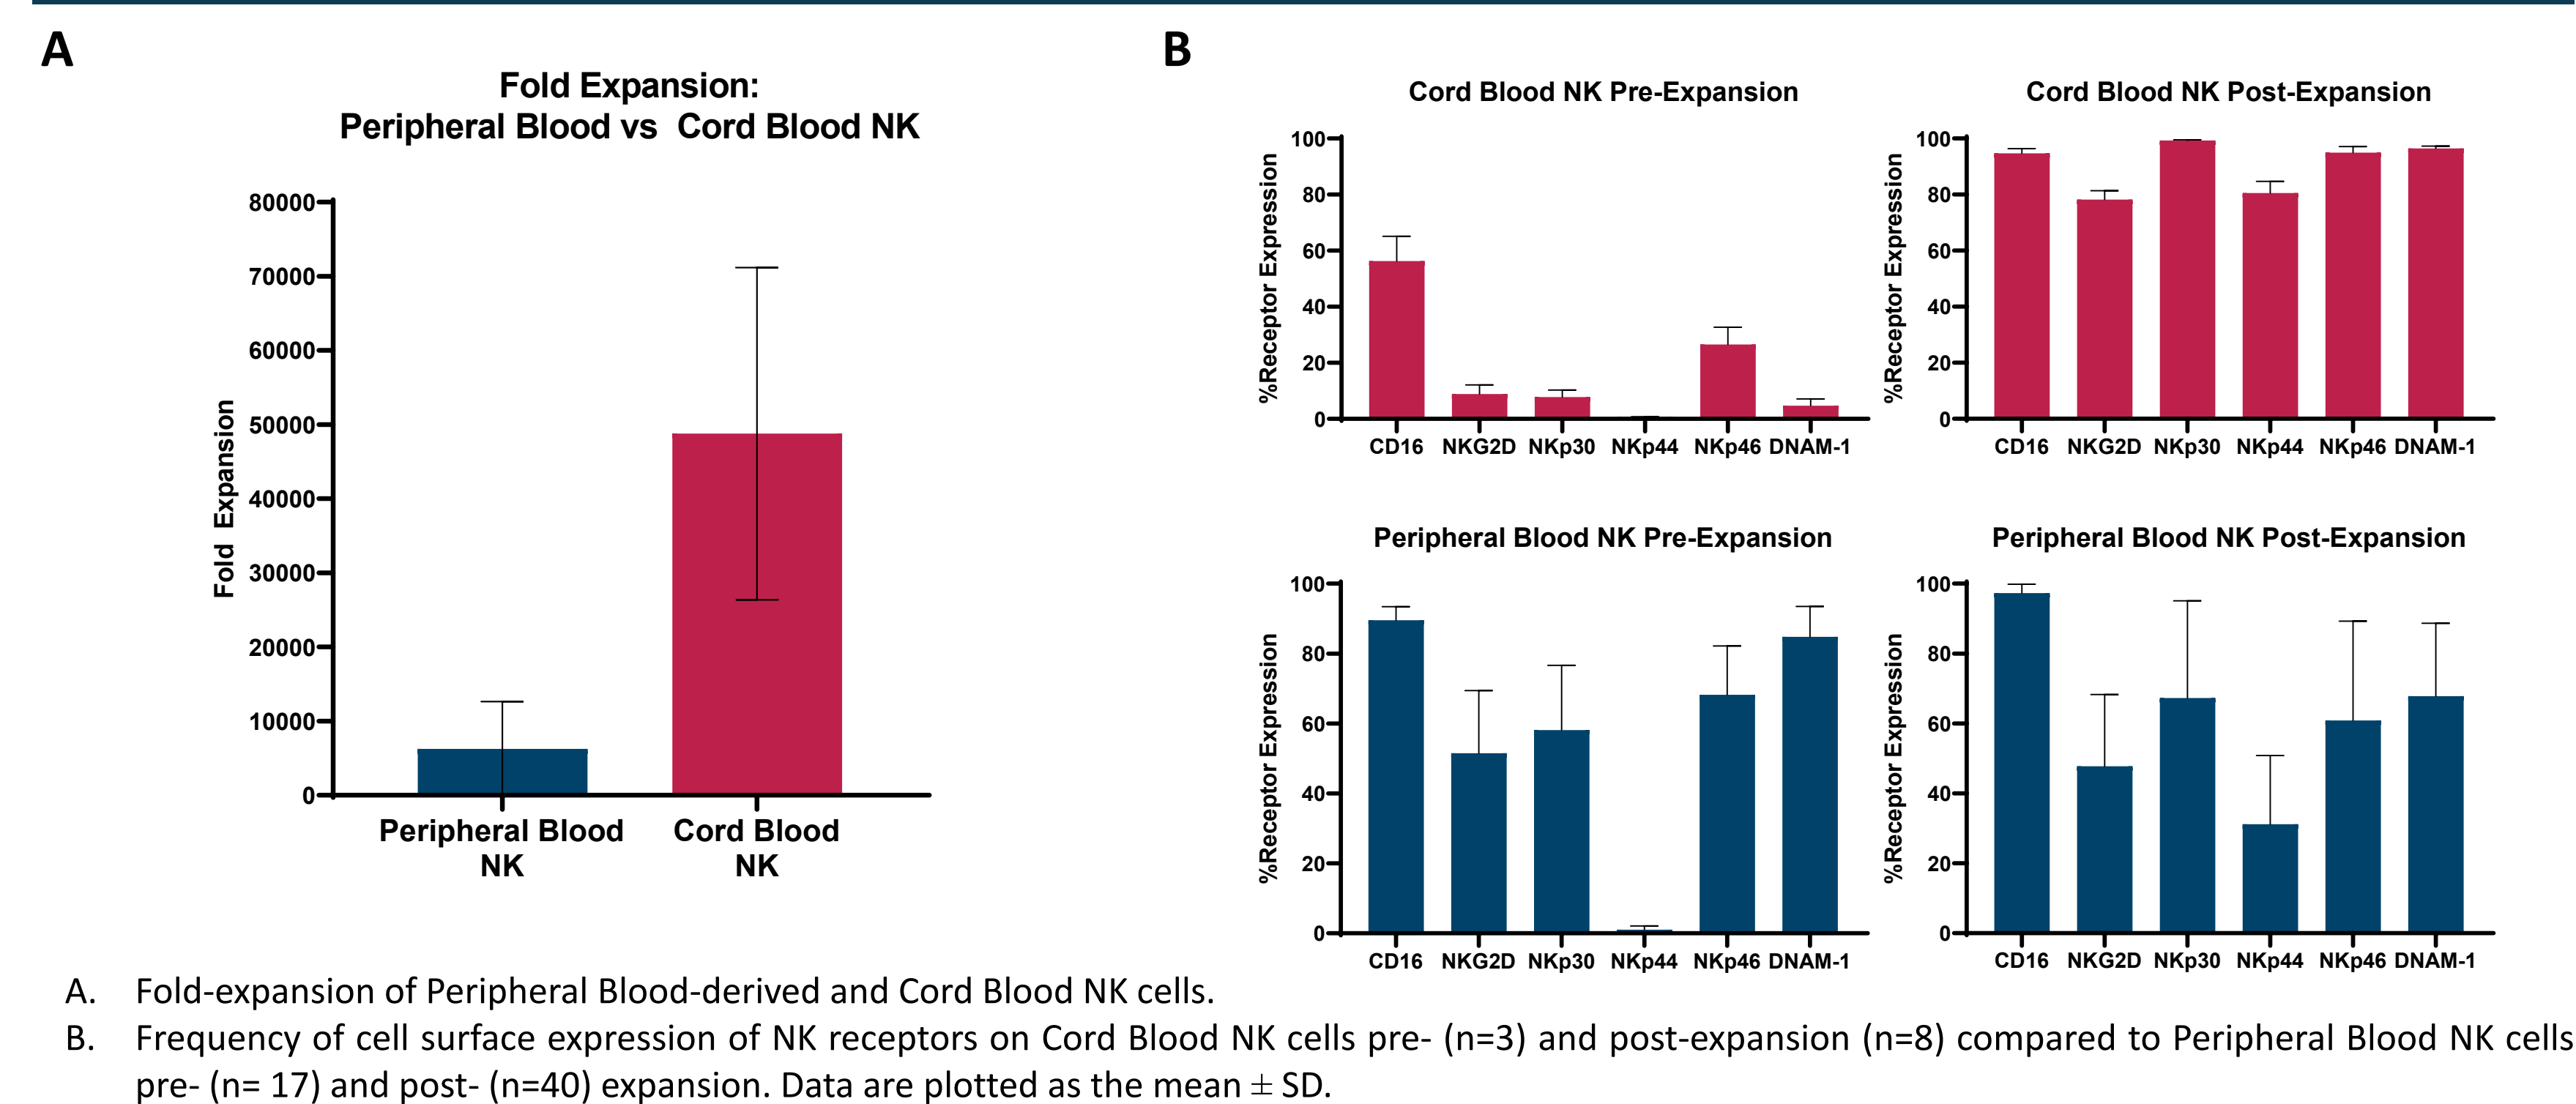 A
Fold Expansion:
Peripheral Blood vs Cord Blood NK
Fold Expansion
80000
70000
60000
50000
40000
30000
20000
10000
0
Peripheral Blood
NK
Cord Blood
NK
B
Cord Blood NK Pre-Expansion
%Receptor Expression
100
80
60
40
20
0
CD16 NKG2D NKp30 NKp44 NKp46 DNAM-1
Cord Blood NK Post-Expansion
%Receptor Expression
100
80
60
40
20
0
CD16 NKG2D NKp30 NKp44 NKp46 DNAM-1
Peripheral Blood NK Pre-Expansion
%Receptor Expression
100
80
60
40
20
0
CD16 NKG2D NKp30 NKp44 NKp46 DNAM-1
Peripheral Blood NK Post-Expansion
%Receptor Expression
100
80
60
40
20
0
CD16 NKG2D NKp30 NKp44 NKp46 DNAM-1
A. Fold-expansion of Peripheral Blood-derived and Cord Blood NK cells.
B. Frequency of cell surface expression of NK receptors on Cord Blood NK cells pre- (n=3) and post-expansion (n=8) compared to Peripheral Blood NK cells
pre- (n= 17) and post- (n=40) expansion. Data are plotted as the mean ± SD.